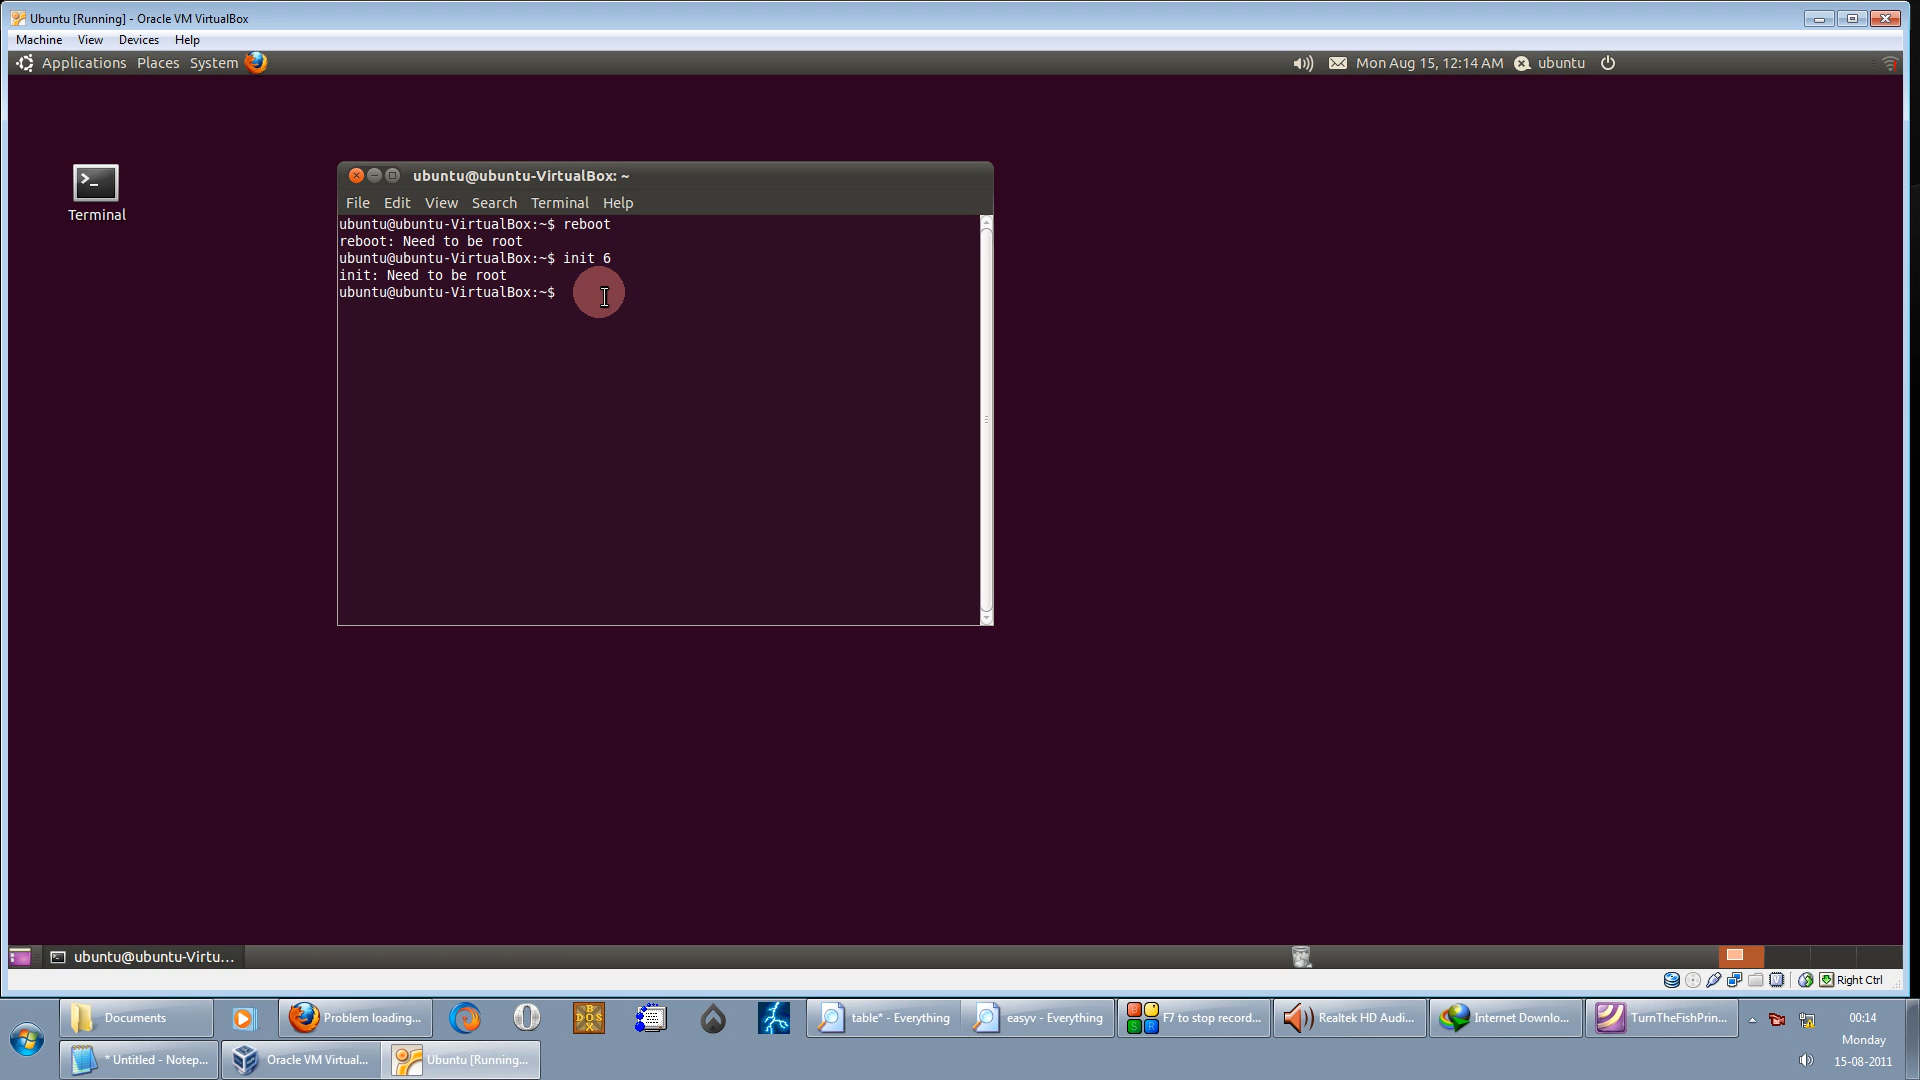 Ubuntu [Running] - Oracle VM VirtualBox
Machine View Devices Help
Applications Places System
Mon Aug 15, 12:14 AM ubuntu
Terminal
ubuntu@ubuntu-VirtualBox: ~
File Edit View Search Terminal Help
ubuntu@ubuntu-VirtualBox:~$ reboot
reboot: Need to be root
ubuntu@ubuntu-VirtualBox:~$ init 6
init: Need to be root
ubuntu@ubuntu-VirtualBox:~$
ubuntu@ubuntu-Virtu...
Right Ctrl
Documents
Problem loading...
DOS
BOX
table* - Everything
easyv - Everything
F7 to stop record...
Realtek HD Audi...
Internet Downlo...
TurnTheFishPrin...
00:14
Monday
15-08-2011
* Untitled - Notep...
Oracle VM Virtual...
Ubuntu [Running...